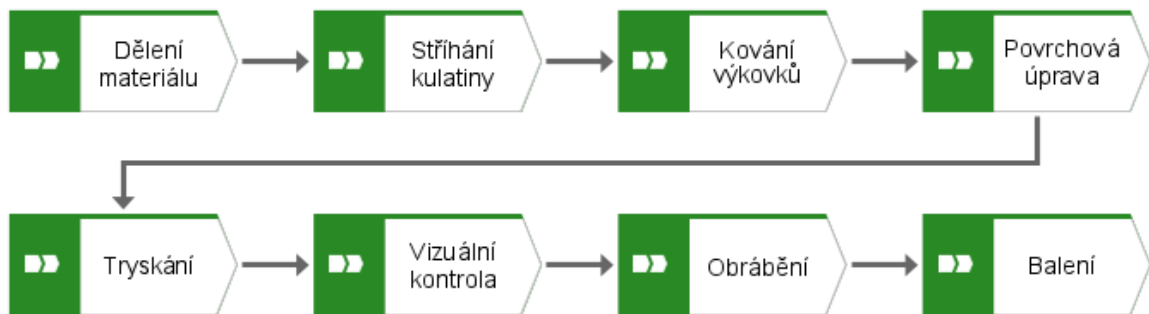 Dělení
materiálu
Stříhání
kulatiny
Kování
výkovků
Povrchová
úprava
Tryskání
Vizuální
kontrola
Obrábění
Balení